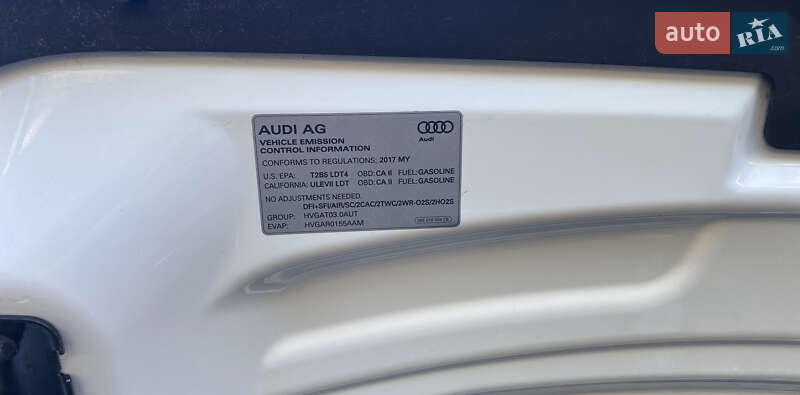 auto RIA
.com
AUDI AG
Audi
VEHICLE EMISSION
CONTROL INFORMATION
CONFORMS TO REGULATIONS: 2017 MY
U.S. EPA: T2B5 LDT4 OBD: CA II FUEL: GASOLINE
CALIFORNIA: ULEVII LDT OBD: CA II FUEL: GASOLINE
NO ADJUSTMENTS NEEDED.
DFI+SFI/AIR/SC/2CAC/2TWC/2WR-O2S/2HO2S
GROUP: HVGAT03.0AUT
EVAP: HVGAR0155AAM